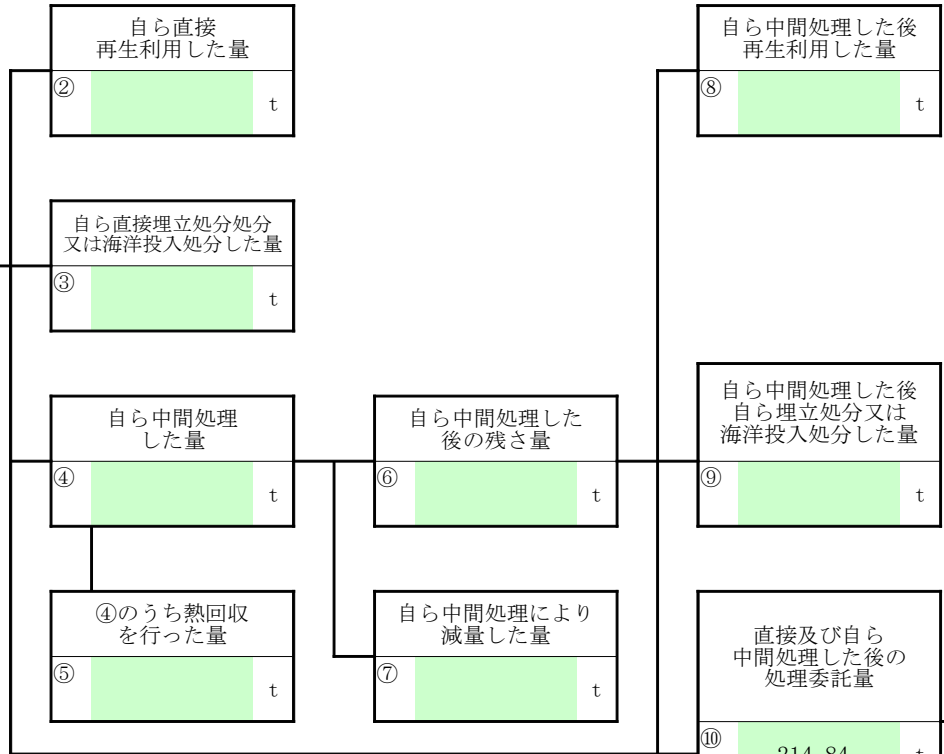 自ら直接
再生利用した量
② t
自ら中間処理した後
再生利用した量
⑧ t
自ら直接埋立処分処分
又は海洋投入処分した量
③ t
自ら中間処理した後
自ら埋立処分又は
海洋投入処分した量
⑨ t
自ら中間処理
した量
④ t
自ら中間処理した
後の残さ量
⑥ t
④のうち熱回収
を行った量
⑤ t
自ら中間処理により
減量した量
⑦ t
直接及び自ら
中間処理した後の
処理委託量
⑩ 214.84 t